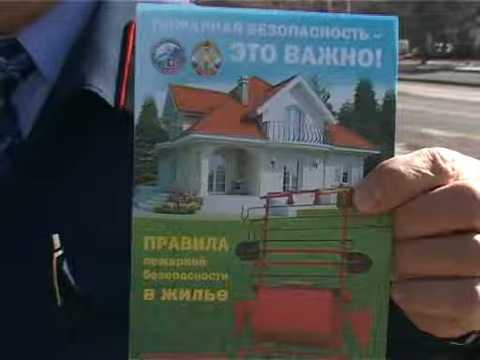 ПОЖАРНАЯ БЕЗОПАСНОСТЬ -
ЭТО ВАЖНО!
ПРАВИЛА
пожарной
безопасности
в жилье